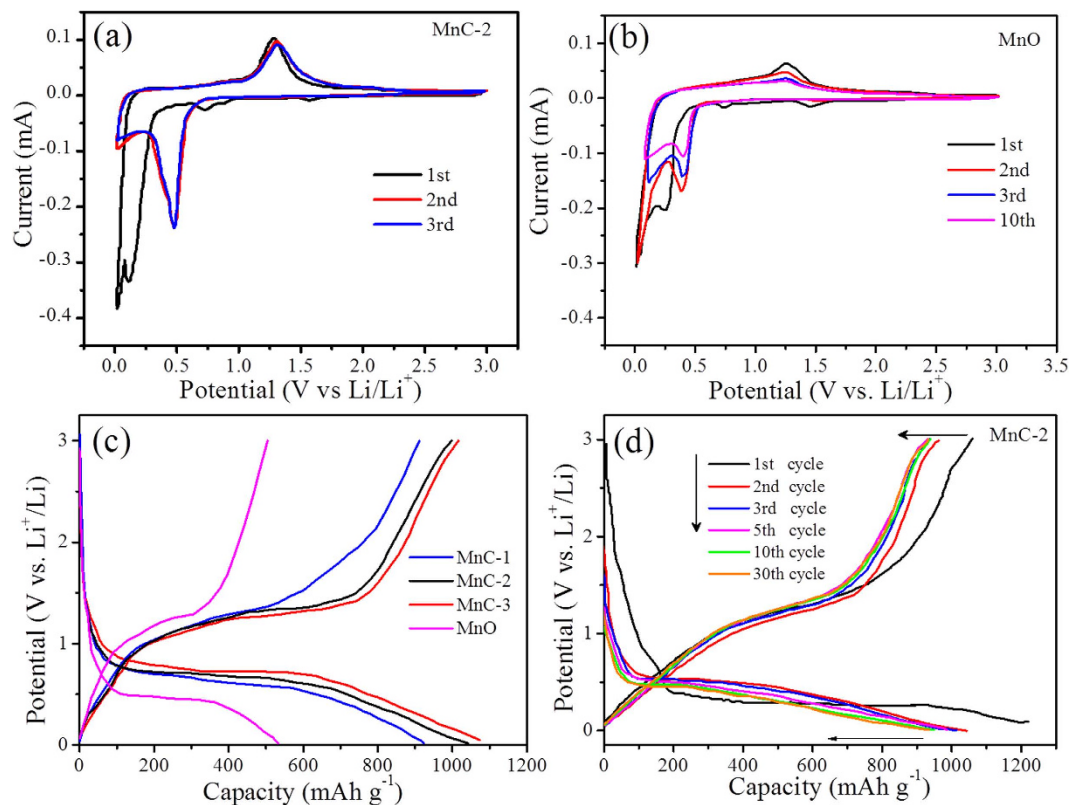 (a)
MnC-2
0.1
0.0
-0.1
-0.2
-0.3
-0.4
Current (mA)
1st
2nd
3rd
0.0 0.5 1.0 1.5 2.0 2.5 3.0
Potential (V vs Li/Li⁺)
(b)
MnO
0.1
0.0
-0.1
-0.2
-0.3
-0.4
Current (mA)
1st
2nd
3rd
10th
0.0 0.5 1.0 1.5 2.0 2.5 3.0 3.5
Potential (V vs. Li/Li⁺)
(c)
3
2
1
0
Potential (V vs. Li⁺/Li)
MnC-1
MnC-2
MnC-3
MnO
0 200 400 600 800 1000 1200
Capacity (mAh g⁻¹)
(d)
MnC-2
3
2
1
0
Potential (V vs. Li⁺/Li)
1st cycle
2nd cycle
3rd cycle
5th cycle
10th cycle
30th cycle
0 200 400 600 800 1000 1200
Capacity (mAh g⁻¹)